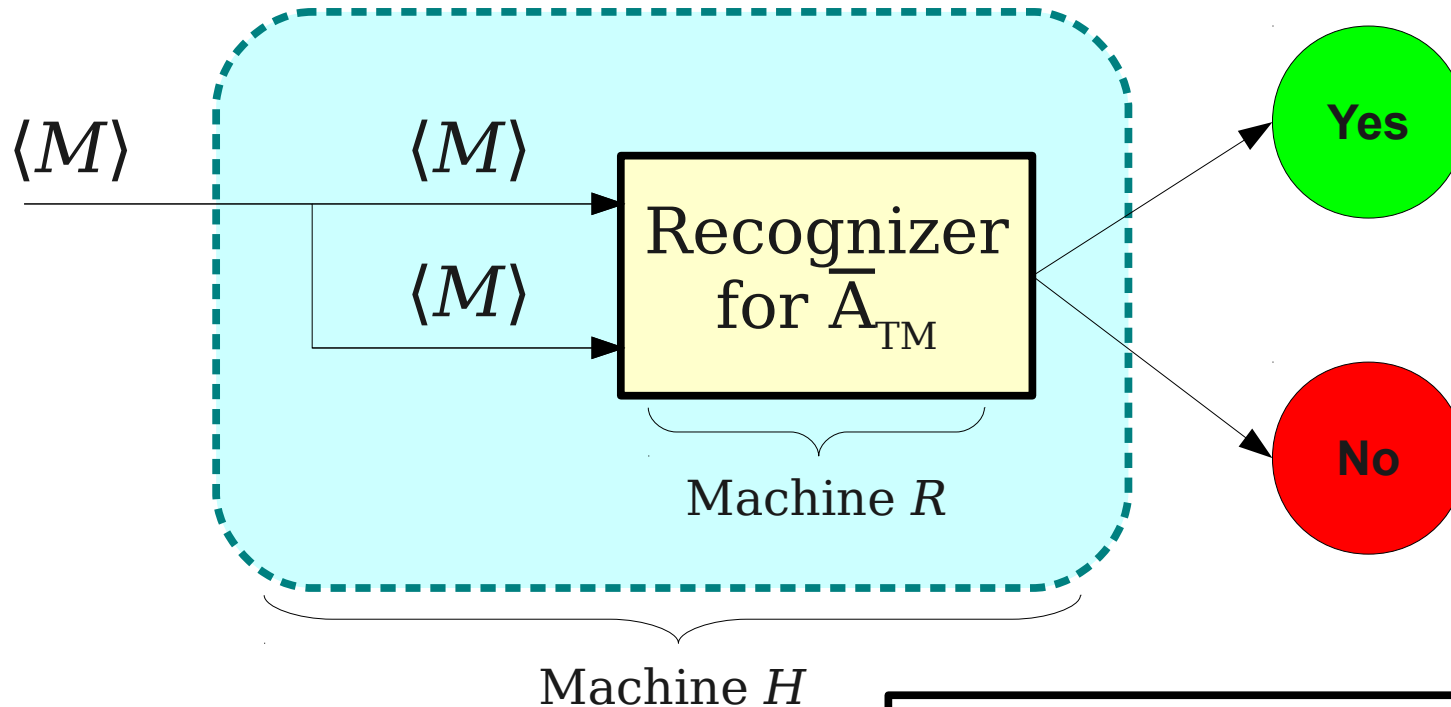 ⟨M⟩
⟨M⟩
Yes
Recognizer
for A̅TM
⟨M⟩
No
Machine R
Machine H